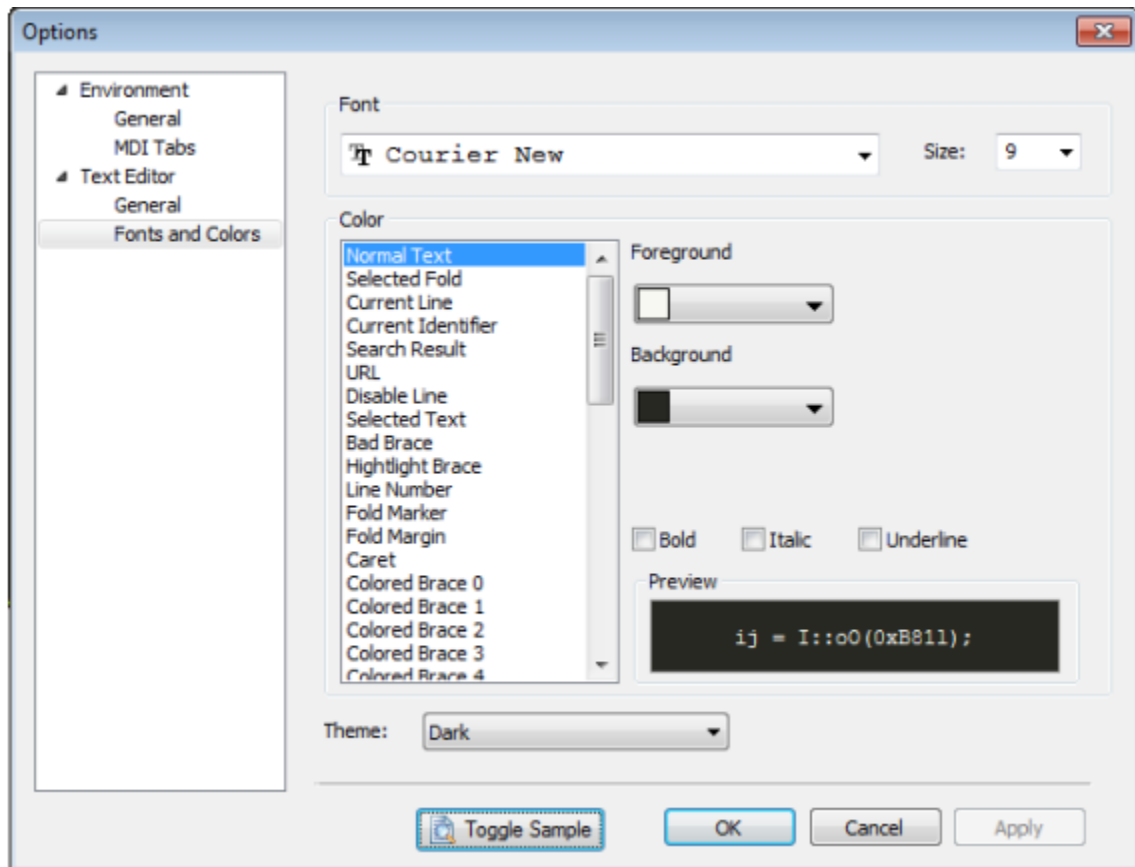 Options
Environment
General
MDI Tabs
Text Editor
General
Fonts and Colors
Font
Courier New
Size: 9
Color
Normal Text
Selected Fold
Current Line
Current Identifier
Search Result
URL
Disable Line
Selected Text
Bad Brace
Hightlight Brace
Line Number
Fold Marker
Fold Margin
Caret
Colored Brace 0
Colored Brace 1
Colored Brace 2
Colored Brace 3
Colored Brace 4
Foreground
Background
Bold Italic Underline
Preview
ij = I::oO(0xB81l);
Theme: Dark
Toggle Sample OK Cancel Apply